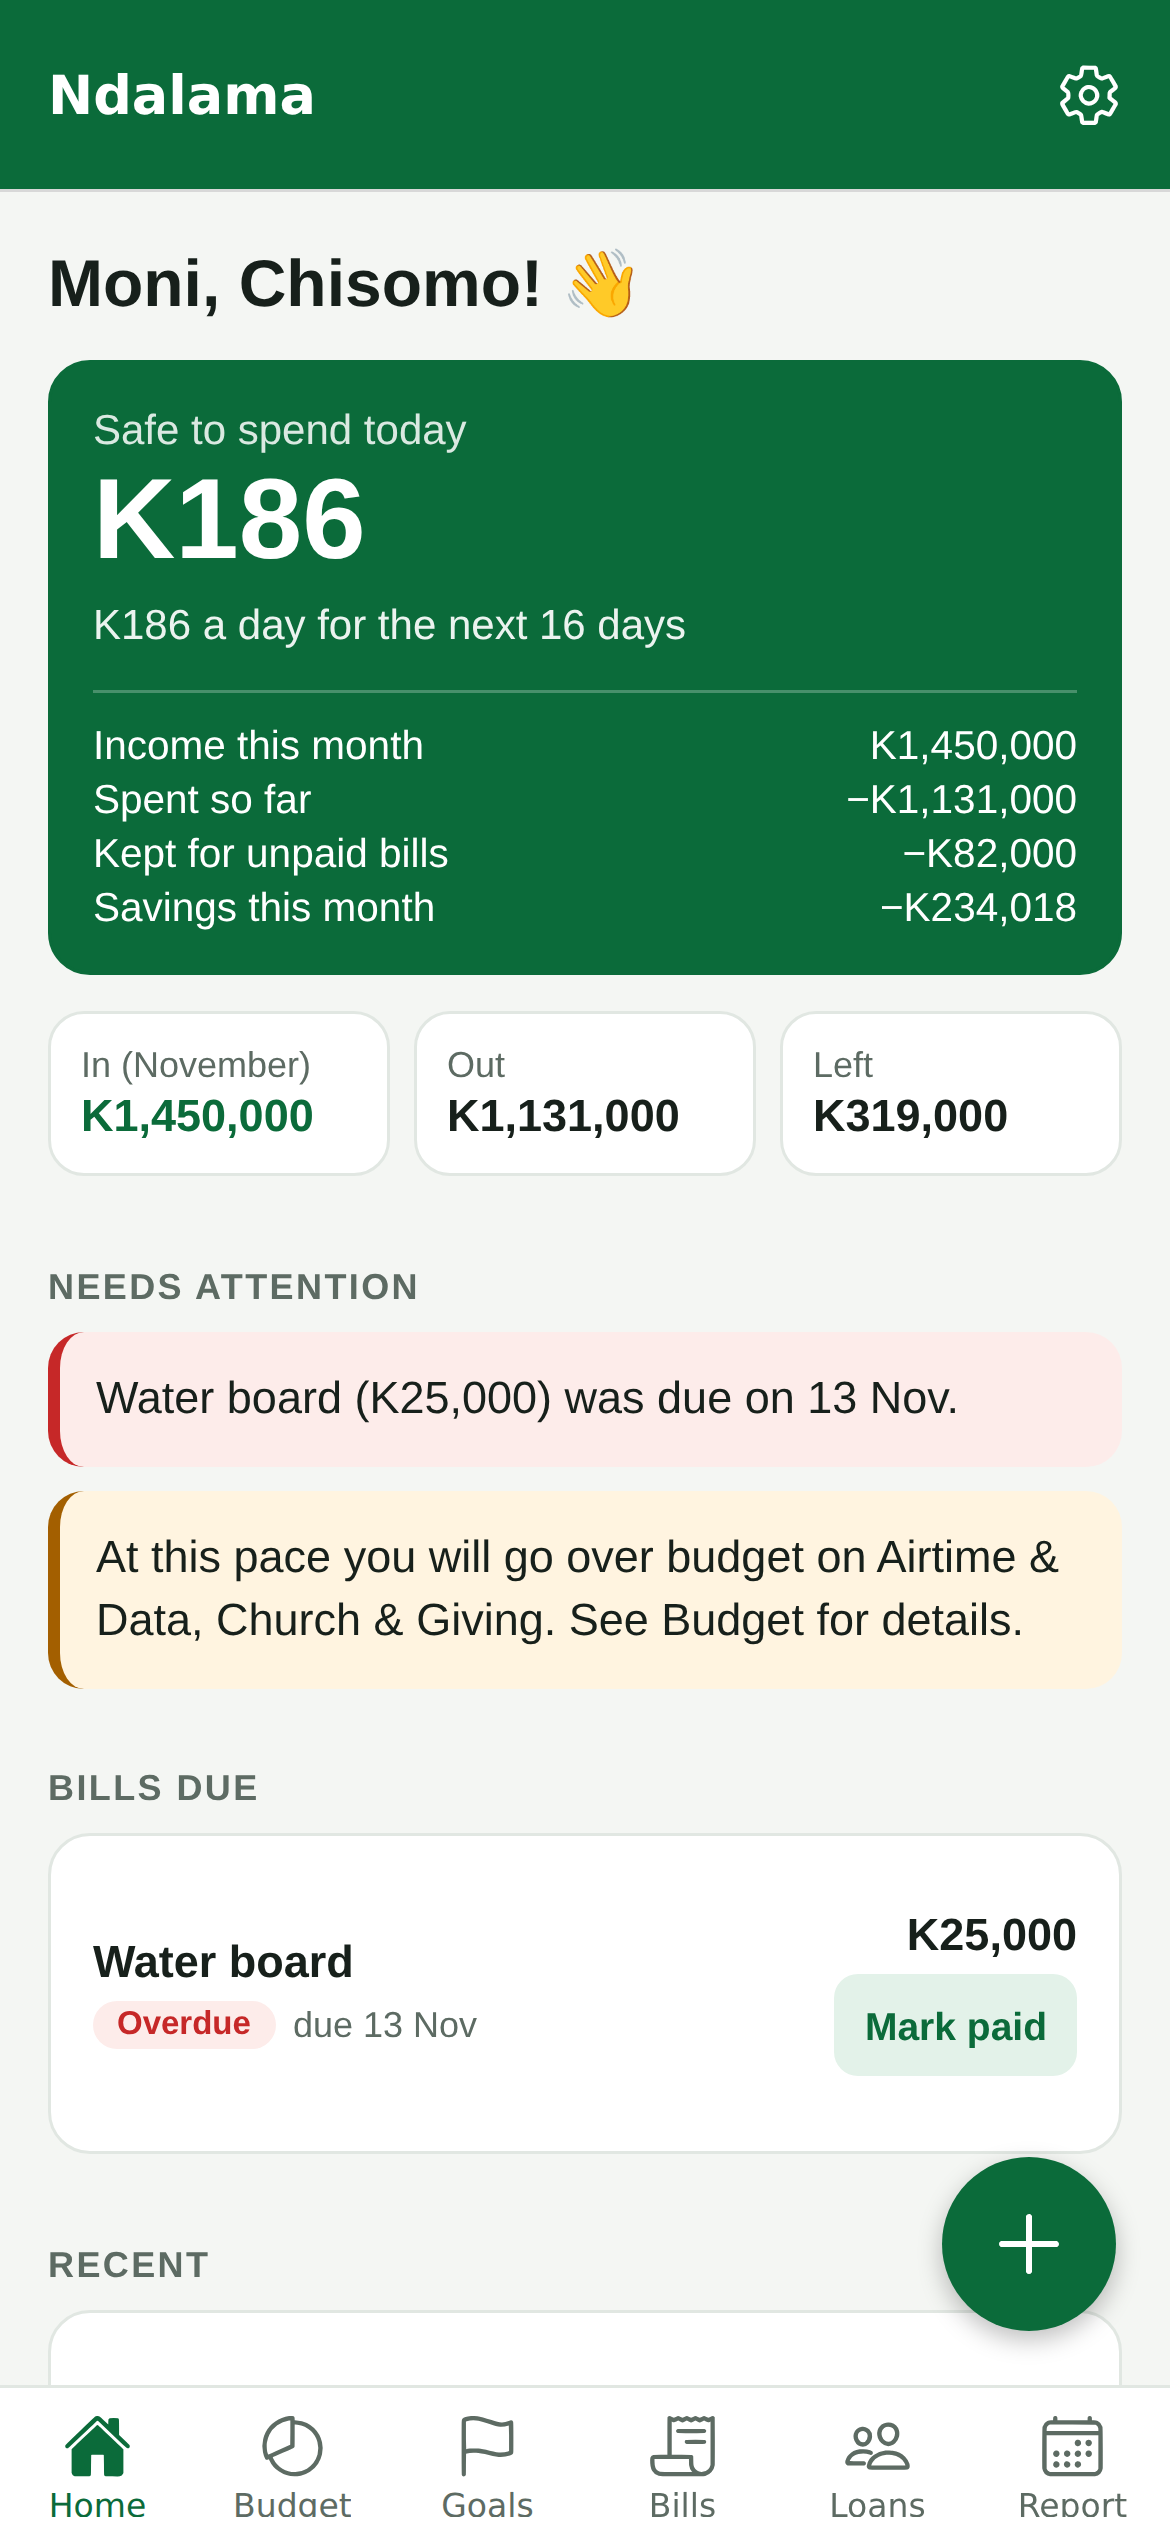 Ndalama
Moni, Chisomo! 👋
Safe to spend today
K186
K186 a day for the next 16 days
Income this month K1,450,000
Spent so far −K1,131,000
Kept for unpaid bills −K82,000
Savings this month −K234,018
In (November) Out Left
K1,450,000 K1,131,000 K319,000
NEEDS ATTENTION
Water board (K25,000) was due on 13 Nov.
At this pace you will go over budget on Airtime &
Data, Church & Giving. See Budget for details.
BILLS DUE
K25,000
Water board
Overdue due 13 Nov
Mark paid
RECENT
Home Budget Goals Bills Loans Report